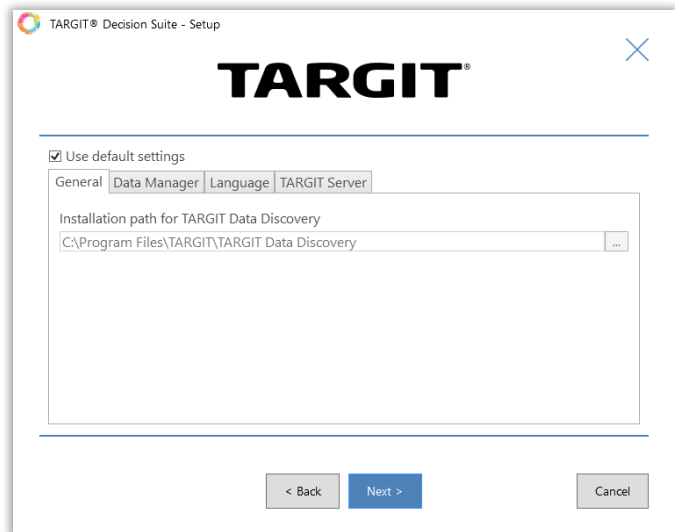 TARGIT® Decision Suite - Setup
TARGIT®
Use default settings
General Data Manager Language TARGIT Server
Installation path for TARGIT Data Discovery
C:\Program Files\TARGIT\TARGIT Data Discovery ...
< Back Next > Cancel